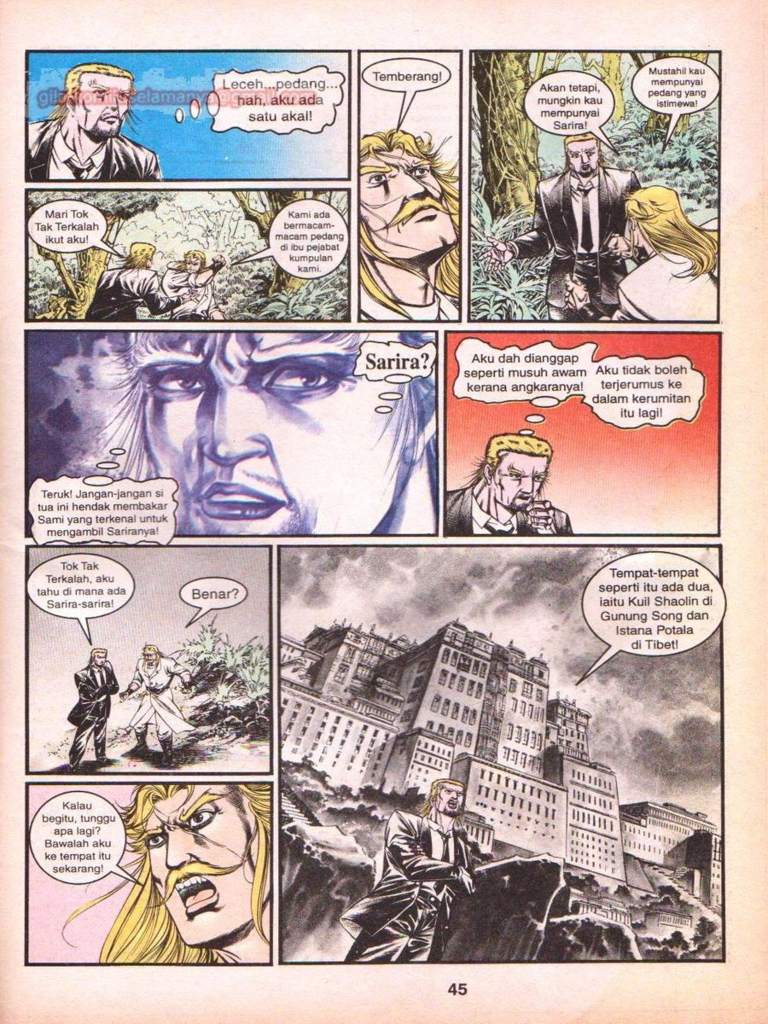 Leceh...pedang...
hah, aku ada
satu akal!
Mari Tok
Tak Terkalah
ikut aku!
Kami ada
bermacam-
macam pedang
di ibu pejabat
kumpulan
kami.
Temberang!
Akan tetapi,
mungkin kau
mempunyai
Sarira!
Mustahil kau
mempunyai
pedang yang
istimewa!
Sarira?
Teruk! Jangan-jangan si
tua ini hendak membakar
Sami yang terkenal untuk
mengambil Sariranya!
Aku dah dianggap
seperti musuh awam
kerana angkaranya!
Aku tidak boleh
terjerumus ke
dalam kerumitan
itu lagi!
Tok Tak
Terkalah, aku
tahu di mana ada
Sarira-sarira!
Benar?
Tempat-tempat
seperti itu ada dua,
iaitu Kuil Shaolin di
Gunung Song dan
Istana Potala
di Tibet!
Kalau
begitu, tunggu
apa lagi?
Bawalah aku
ke tempat itu
sekarang!
45